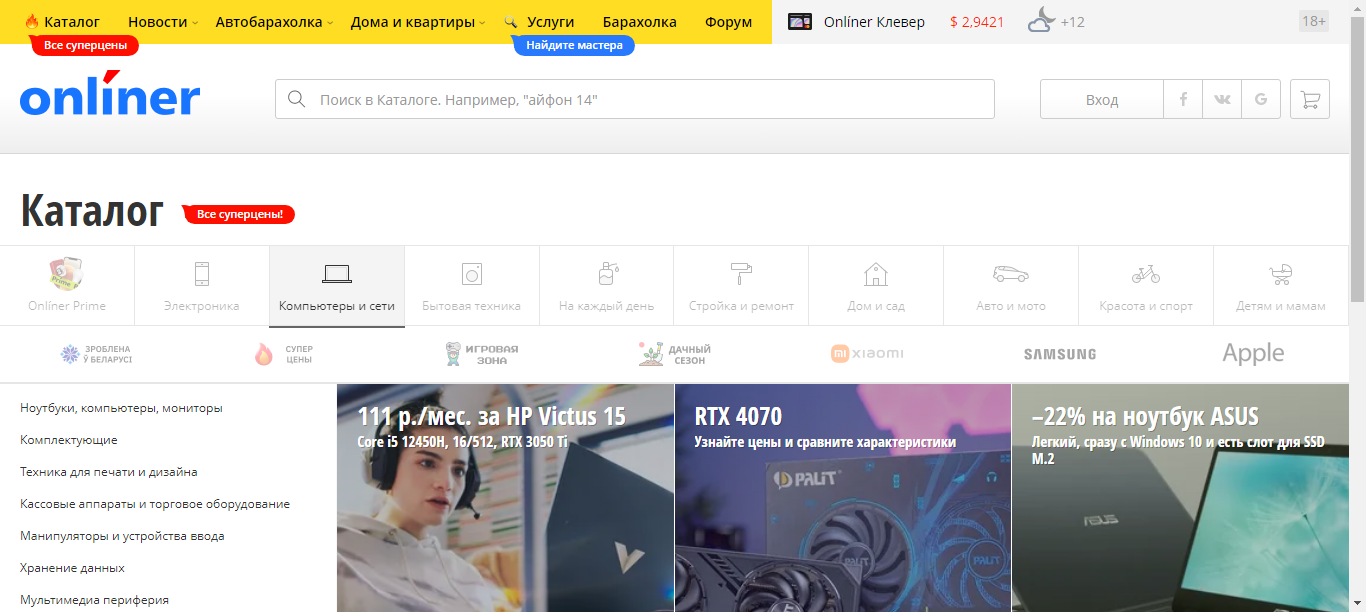 Каталог Новости Автобарахолка Дома и квартиры Услуги Барахолка Форум Onlíner Клевер $ 2,9421 +12 18+
Все суперцены Найдите мастера
onlíner
Поиск в Каталоге. Например, "айфон 14"
Вход f G
Каталог
Все суперцены!
Prime
Onlíner Prime Электроника Компьютеры и сети Бытовая техника На каждый день Стройка и ремонт Дом и сад Авто и мото Красота и спорт Детям и мамам
ЗРОБЛЕНА
Ў БЕЛАРУСІ
СУПЕР
ЦЕНЫ
ИГРОВАЯ
ЗОНА
ДАЧНЫЙ
СЕЗОН
mi xiaomi
SAMSUNG
Apple
Ноутбуки, компьютеры, мониторы
Комплектующие
Техника для печати и дизайна
Кассовые аппараты и торговое оборудование
Манипуляторы и устройства ввода
Хранение данных
Мультимедиа периферия
111 р./мес. за HP Victus 15
Core i5 12450H, 16/512, RTX 3050 Ti
RTX 4070
Узнайте цены и сравните характеристики
PALIT
PALIT
–22% на ноутбук ASUS
Легкий, сразу с Windows 10 и есть слот для SSD
M.2
ASUS